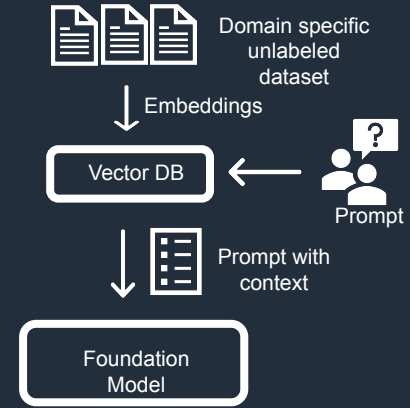 Domain specific
unlabeled
dataset
Embeddings
?
Vector DB
Prompt
Prompt with
context
Foundation
Model